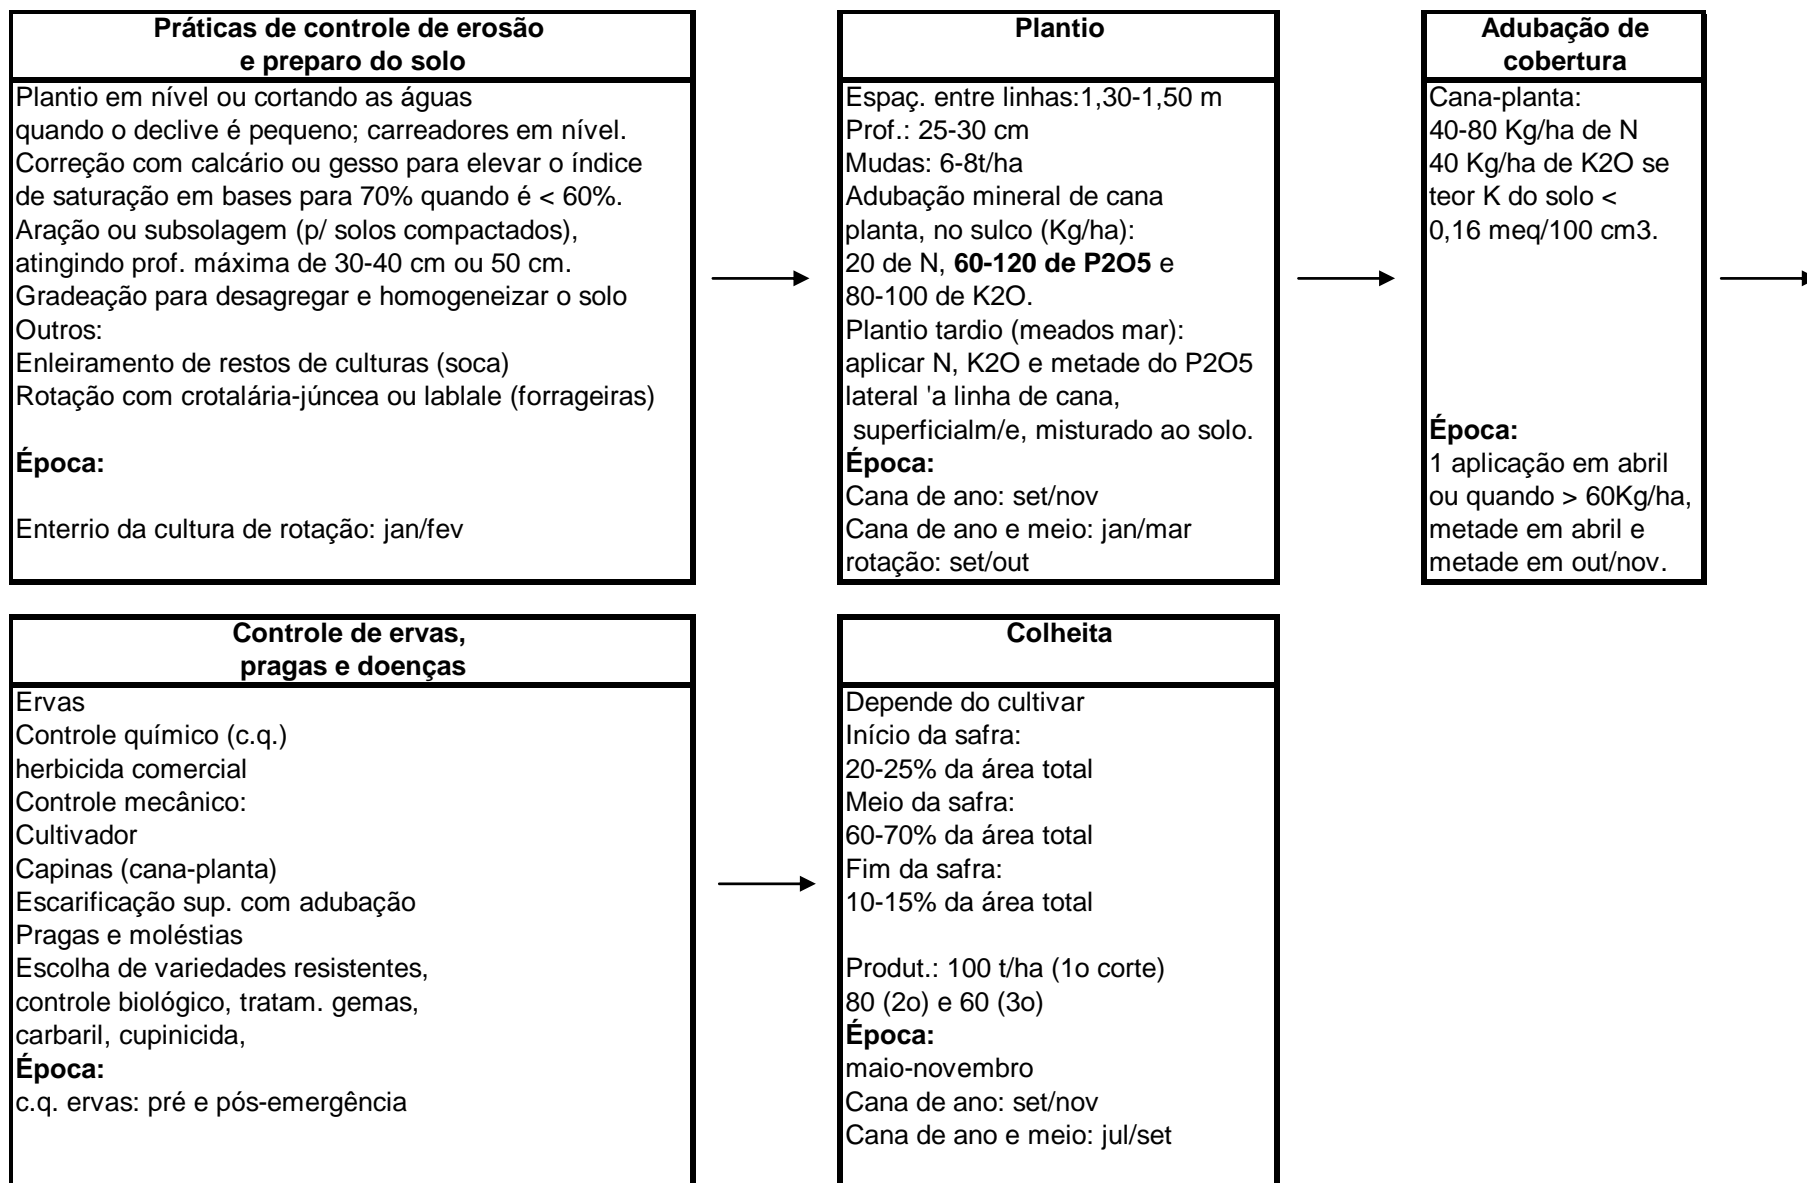 Práticas de controle de erosão
e preparo do solo
Plantio em nível ou cortando as águas
quando o declive é pequeno; carreadores em nível.
Correção com calcário ou gesso para elevar o índice
de saturação em bases para 70% quando é < 60%.
Aração ou subsolagem (p/ solos compactados),
atingindo prof. máxima de 30-40 cm ou 50 cm.
Gradeação para desagregar e homogeneizar o solo
Outros:
Enleiramento de restos de culturas (soca)
Rotação com crotalária-júncea ou lablale (forrageiras)
Época:
Enterrio da cultura de rotação: jan/fev
Plantio
Espaç. entre linhas:1,30-1,50 m
Prof.: 25-30 cm
Mudas: 6-8t/ha
Adubação mineral de cana
planta, no sulco (Kg/ha):
20 de N, 60-120 de P2O5 e
80-100 de K2O.
Plantio tardio (meados mar):
aplicar N, K2O e metade do P2O5
lateral 'a linha de cana,
superficialm/e, misturado ao solo.
Época:
Cana de ano: set/nov
Cana de ano e meio: jan/mar
rotação: set/out
Adubação de
cobertura
Cana-planta:
40-80 Kg/ha de N
40 Kg/ha de K2O se
teor K do solo <
0,16 meq/100 cm3.
Época:
1 aplicação em abril
ou quando > 60Kg/ha,
metade em abril e
metade em out/nov.
Controle de ervas,
pragas e doenças
Ervas
Controle químico (c.q.)
herbicida comercial
Controle mecânico:
Cultivador
Capinas (cana-planta)
Escarificação sup. com adubação
Pragas e moléstias
Escolha de variedades resistentes,
controle biológico, tratam. gemas,
carbaril, cupinicida,
Época:
c.q. ervas: pré e pós-emergência
Colheita
Depende do cultivar
Início da safra:
20-25% da área total
Meio da safra:
60-70% da área total
Fim da safra:
10-15% da área total
Produt.: 100 t/ha (1o corte)
80 (2o) e 60 (3o)
Época:
maio-novembro
Cana de ano: set/nov
Cana de ano e meio: jul/set